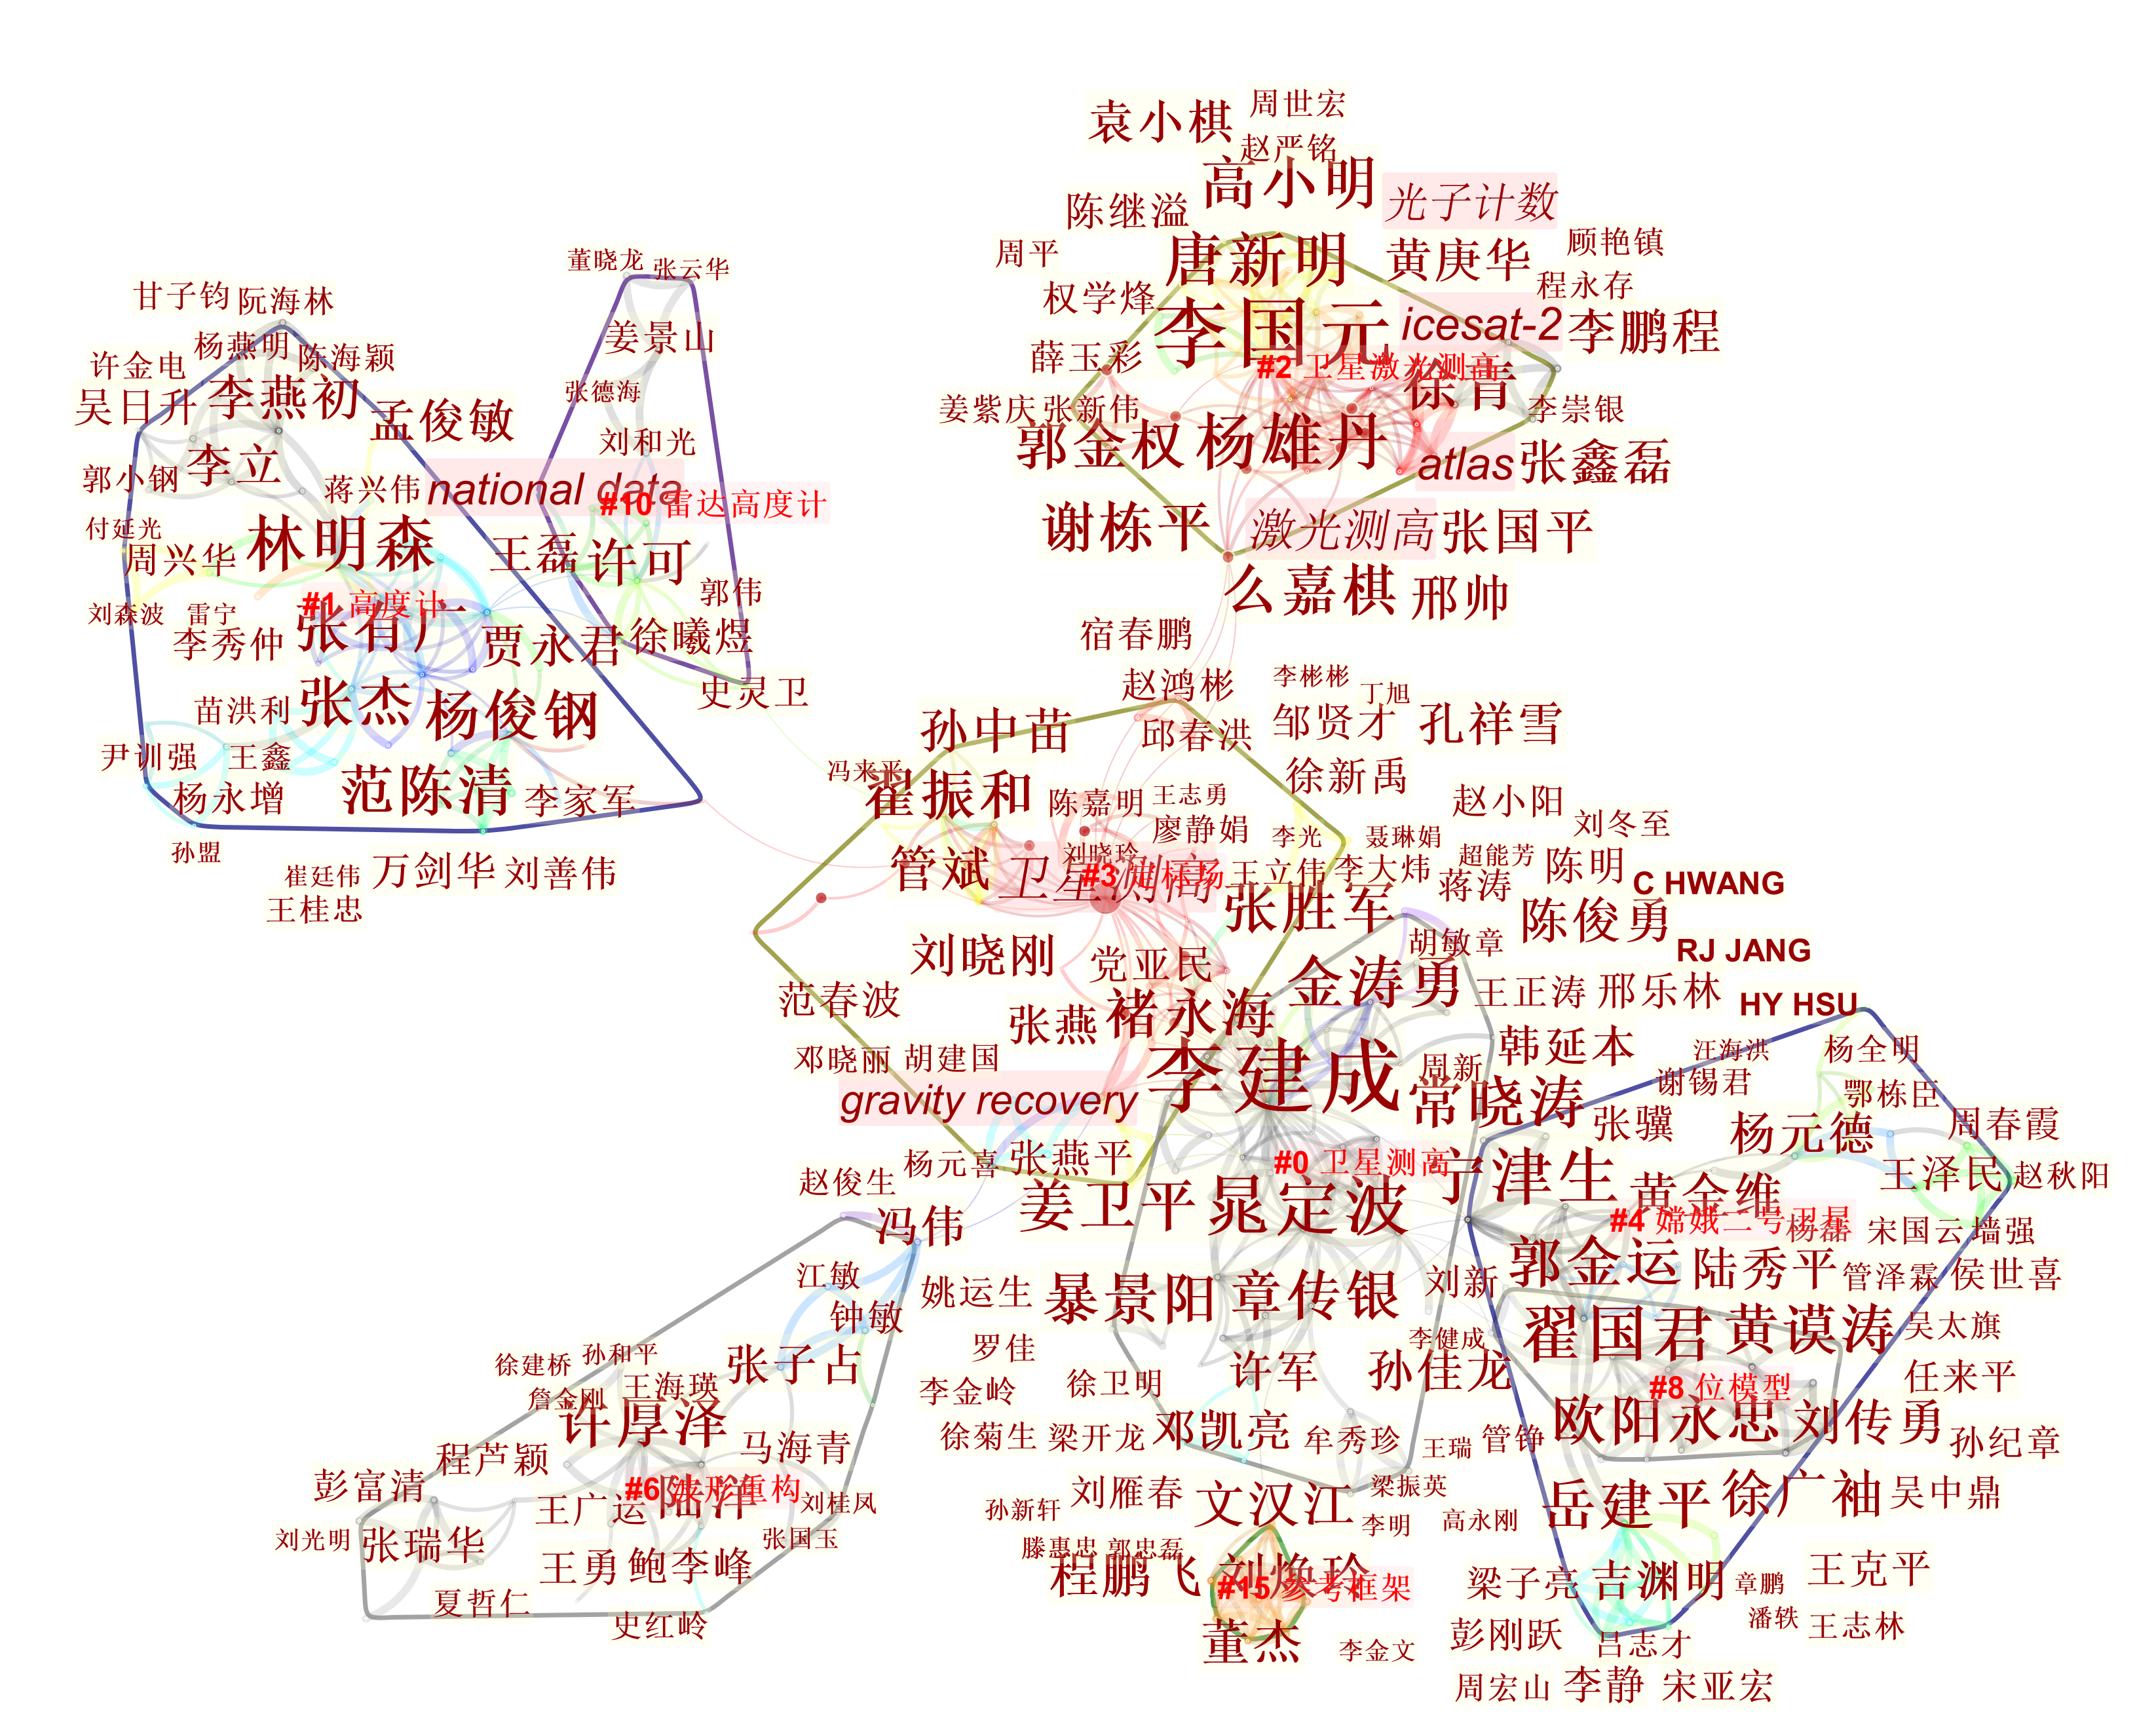 袁小棋
周世宏
赵严铭
高小明
光子计数
陈继溢
周平
唐新明
黄庚华
顾艳镇
程永存
权学烽
李国元
icesat-2
李鹏程
薛玉彩
#2 卫星激光测高
徐青
姜紫庆
张新伟
李崇银
郭金权
杨雄丹
atlas
张鑫磊
谢栋平
激光测高
张国平
么嘉棋
邢帅
宿春鹏
董晓龙
张云华
甘子钧
阮海林
姜景山
杨燕明
陈海颖
许金电
张德海
吴日升
李燕初
孟俊敏
刘和光
李立
郭小钢
蒋兴伟
national data
#10 雷达高度计
付延光
林明森
周兴华
王磊
许可
郭伟
#1 高度计
刘森波
雷宁
张有广
李秀仲
贾永君
徐曦煜
史灵卫
苗洪利
张杰
杨俊钢
尹训强
王鑫
杨永增
范陈清
李家军
孙盟
崔廷伟
万剑华
刘善伟
王桂忠
赵鸿彬
李彬彬
丁旭
孙中苗
邱春洪
邹贤才
孔祥雪
冯来平
翟振和
陈嘉明
王志勇
徐新禹
廖静娟
李光
聂琳娟
赵小阳
刘冬至
管斌
卫星测高
刘晓玲
#3 定标场
王立伟
李大炜
超能芳
陈明
蒋涛
C HWANG
张胜军
陈俊勇
刘晓刚
党亚民
胡敏章
RJ JANG
范春波
金涛勇
王正涛
邢乐林
HY HSU
张燕
褚永海
邓晓丽
胡建国
李建成
周新
韩延本
汪海洪
杨全明
gravity recovery
常晓涛
谢锡君
鄂栋臣
张骥
杨元德
周春霞
赵俊生
杨元喜
张燕平
#0 卫星测高
宁津生
黄金维
王泽民
赵秋阳
冯伟
姜卫平
晁定波
#4 嫦娥二号卫星
杨磊
宋国云
墙强
江敏
钟敏
姚运生
暴景阳
章传银
刘新
郭金运
陆秀平
管泽霖
侯世喜
罗佳
李健成
翟国君
黄谟涛
吴太旗
徐建桥
孙和平
张子占
李金岭
徐卫明
许军
孙佳龙
#8 位模型
任来平
詹金刚
王海瑛
许厚泽
马海青
徐菊生
梁开龙
邓凯亮
牟秀珍
王瑞
管铮
欧阳永忠
刘传勇
孙纪章
程芦颖
彭富清
#6 波形重构
陆洋
王广运
刘桂凤
孙新轩
刘雁春
文汉江
梁振英
李明
高永刚
岳建平
徐广袖
吴中鼎
刘光明
张瑞华
张国玉
王勇
鲍李峰
滕惠忠
郭忠磊
程鹏飞
刘焕玲
#15 参考框架
梁子亮
吉渊明
章鹏
王克平
夏哲仁
史红岭
董杰
李金文
彭刚跃
吕志才
潘轶
王志林
周宏山
李静
宋亚宏